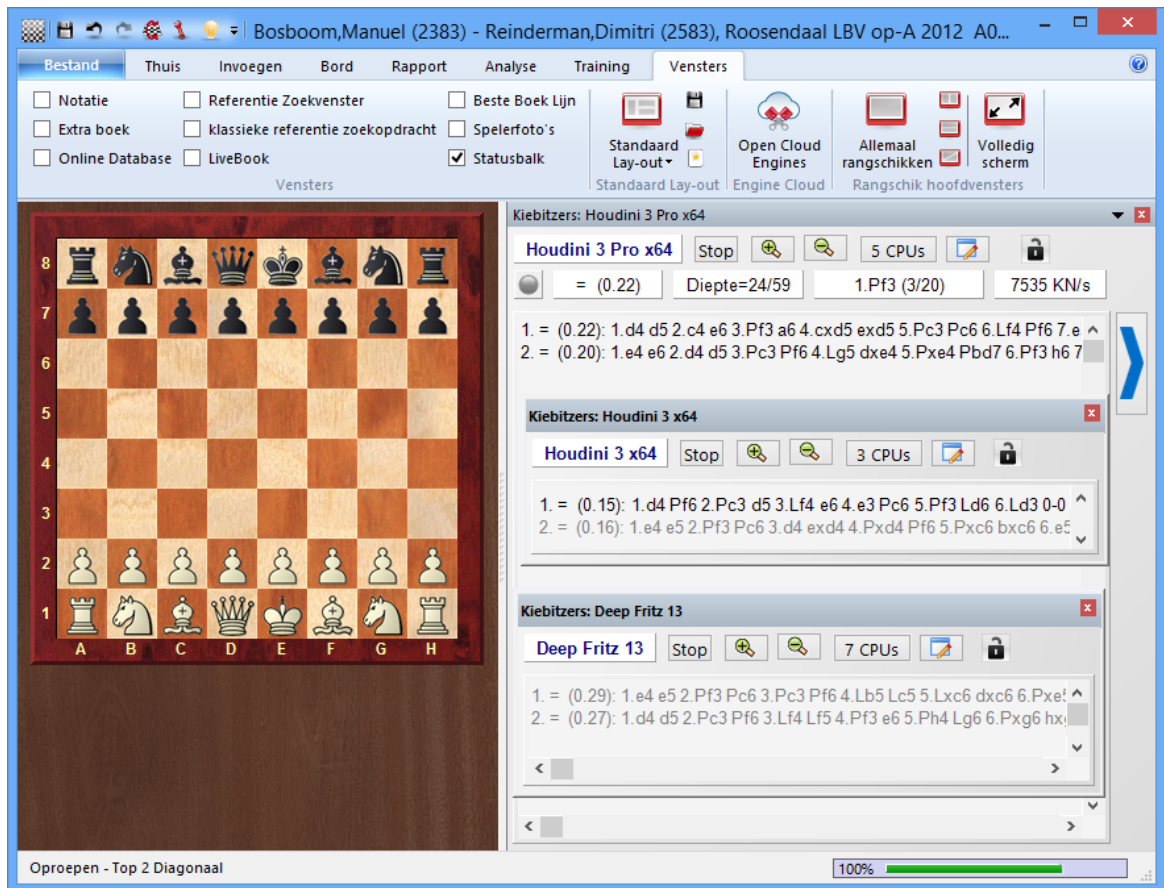 Bosboom,Manuel (2383) - Reinderman,Dimitri (2583), Roosendaal LBV op-A 2012 A0...
Bestand Thuis Invoegen Bord Rapport Analyse Training Vensters
Notatie Referentie Zoekvenster Beste Boek Lijn
Extra boek klassieke referentie zoekopdracht Spelerfoto's
Online Database LiveBook Statusbalk
Standaard Lay-out
Open Cloud Engines
Allemaal rangschikken
Volledig scherm
Vensters Standaard Lay-out Engine Cloud Rangschik hoofdvensters
8
7
6
5
4
3
2
1
A B C D E F G H
Kiebitzers: Houdini 3 Pro x64
Houdini 3 Pro x64 Stop 5 CPUs
= (0.22) Diepte=24/59 1.Pf3 (3/20) 7535 KN/s
1. = (0.22): 1.d4 d5 2.c4 e6 3.Pf3 a6 4.cxd5 exd5 5.Pc3 Pc6 6.Lf4 Pf6 7.e
2. = (0.20): 1.e4 e6 2.d4 d5 3.Pc3 Pf6 4.Lg5 dxe4 5.Pxe4 Pbd7 6.Pf3 h6 7
Kiebitzers: Houdini 3 x64
Houdini 3 x64 Stop 3 CPUs
1. = (0.15): 1.d4 Pf6 2.Pc3 d5 3.Lf4 e6 4.e3 Pc6 5.Pf3 Ld6 6.Ld3 0-0
2. = (0.16): 1.e4 e5 2.Pf3 Pc6 3.d4 exd4 4.Pxd4 Pf6 5.Pxc6 bxc6 6.e5
Kiebitzers: Deep Fritz 13
Deep Fritz 13 Stop 7 CPUs
1. = (0.29): 1.e4 e5 2.Pf3 Pc6 3.Pc3 Pf6 4.Lb5 Lc5 5.Lxc6 dxc6 6.Pxe5
2. = (0.27): 1.d4 d5 2.Pc3 Pf6 3.Lf4 Lf5 4.Pf3 e6 5.Ph4 Lg6 6.Pxg6 hxg
Oproepen - Top 2 Diagonaal 100%